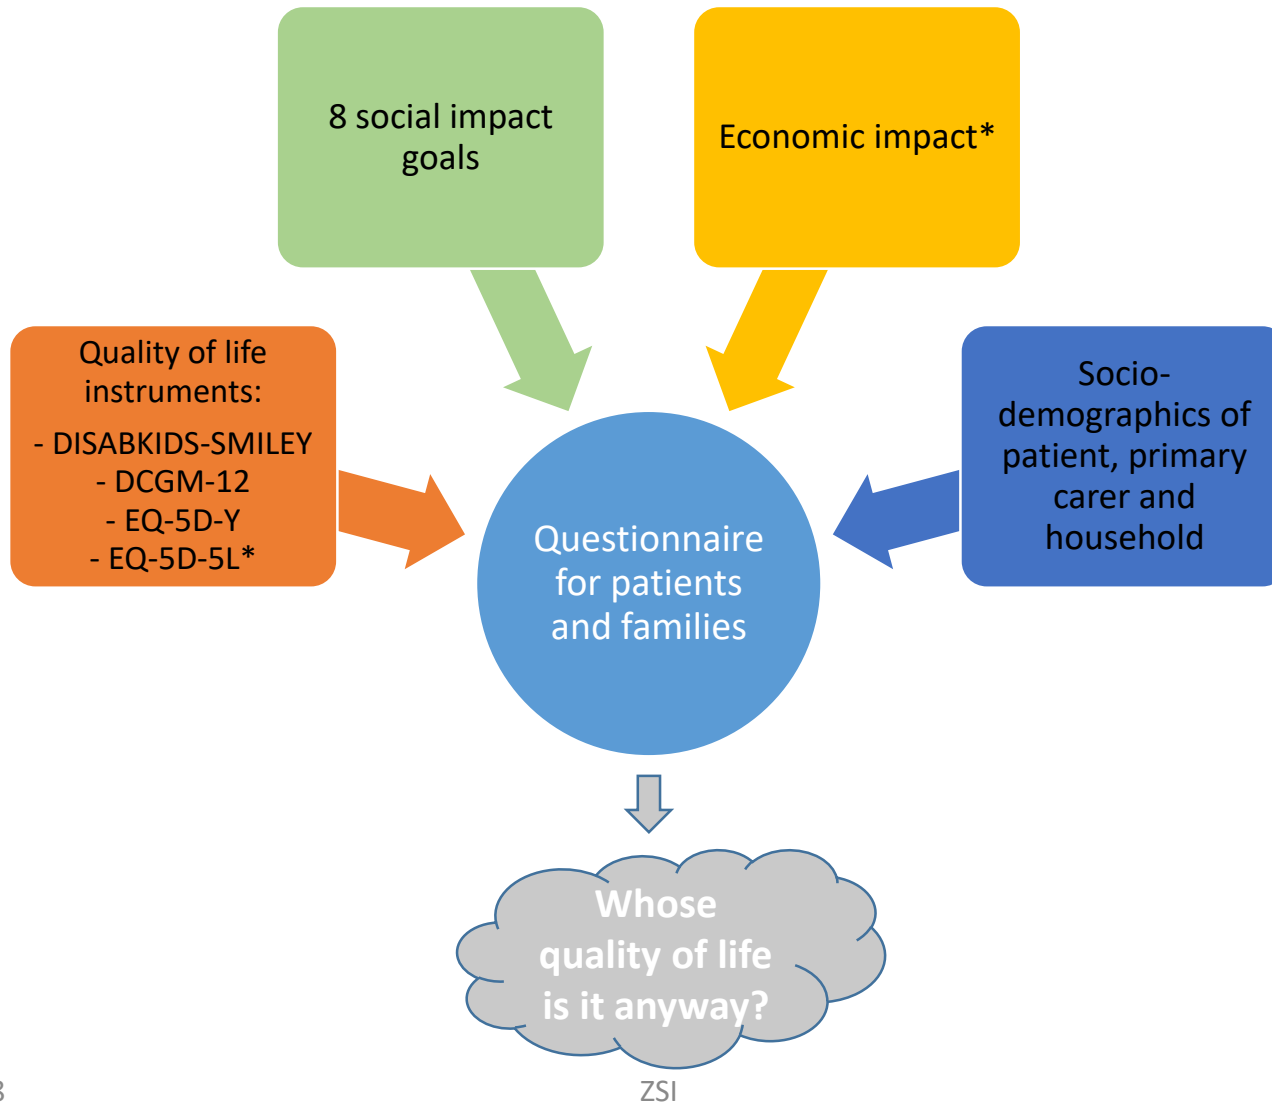 8 social impact
goals
Economic impact*
Quality of life
instruments:
- DISABKIDS-SMILEY
- DCGM-12
- EQ-5D-Y
- EQ-5D-5L*
Socio-
demographics of
patient, primary
carer and
household
Questionnaire
for patients
and families
Whose
quality of life
is it anyway?
8
ZSI